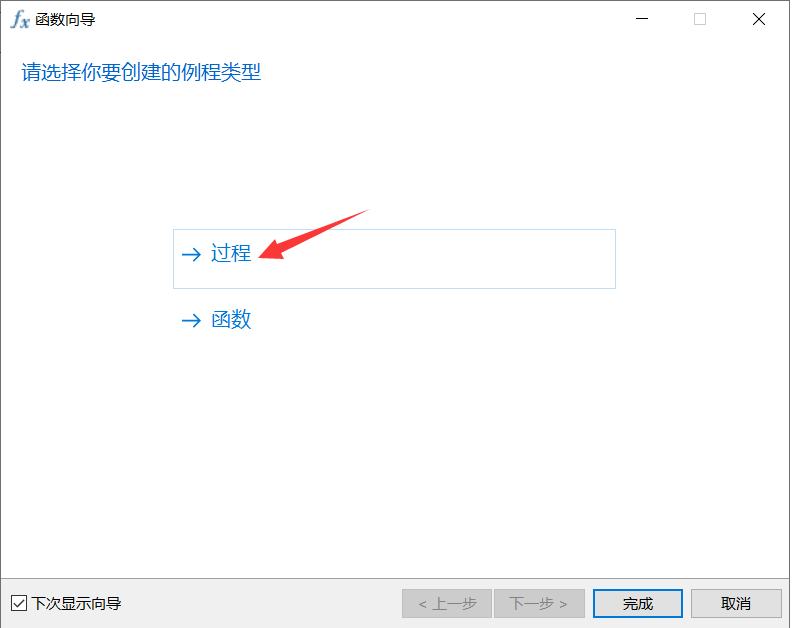 fx 函数向导
请选择你要创建的例程类型
→ 过程
→ 函数
下次显示向导
< 上一步
下一步 >
完成
取消